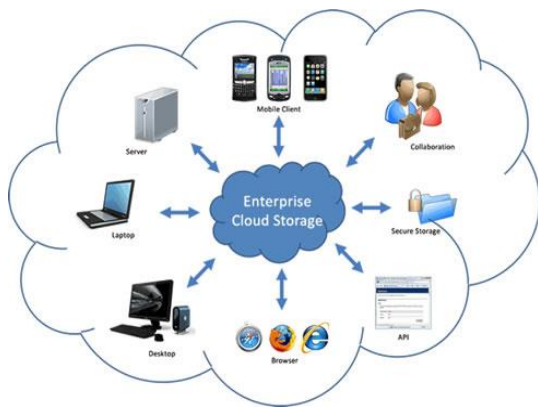 Mobile Client
Server
Collaboration
Enterprise
Cloud Storage
Laptop
Secure Storage
Desktop
Browser
API